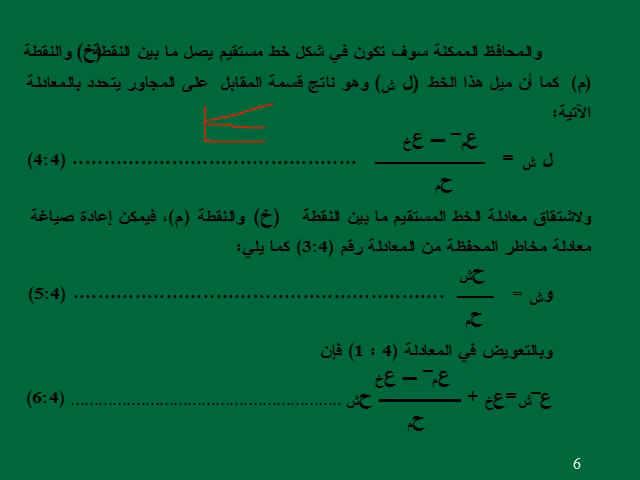 والمحافظ الممكنة سوف تكون في شكل خط مستقيم يصل ما بين النقطة (خ) والنقطة
(م) كما أن ميل هذا الخط (ل ش) وهو ناتج قسمة المقابل على المجاور يتحدد بالمعادلة
الآتية:
ع¯م – عخ
ل ش = ــــــــــــــــ ............................................. (4:4)
حم
ولاشتقاق معادلة الخط المستقيم ما بين النقطة (خ) والنقطة (م)، فيمكن إعادة صياغة
معادلة مخاطر المحفظة من المعادلة رقم (3:4) كما يلي:
حش
وش = ــــــ ........................................................... (5:4)
حم
وبالتعويض في المعادلة (4 : 1) فإن
ع¯م – عخ
ع¯ش = عخ + ــــــــــــــ حش ......................................................... (6:4)
حم
6